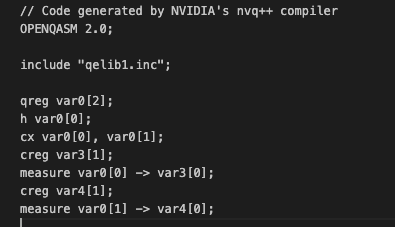 // Code generated by NVIDIA's nvq++ compiler
OPENQASM 2.0;
include "qelib1.inc";
qreg var0[2];
h var0[0];
cx var0[0], var0[1];
creg var3[1];
measure var0[0] -> var3[0];
creg var4[1];
measure var0[1] -> var4[0];